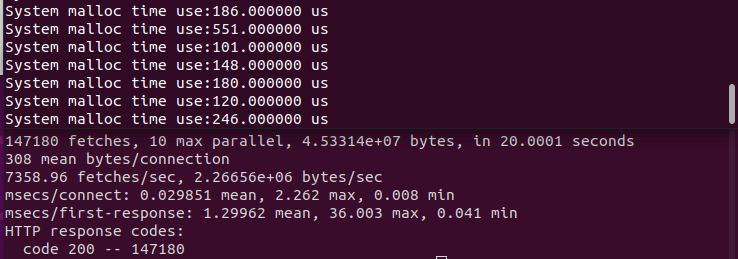 System malloc time use:186.000000 us
System malloc time use:551.000000 us
System malloc time use:101.000000 us
System malloc time use:148.000000 us
System malloc time use:180.000000 us
System malloc time use:120.000000 us
System malloc time use:246.000000 us
147180 fetches, 10 max parallel, 4.53314e+07 bytes, in 20.0001 seconds
308 mean bytes/connection
7358.96 fetches/sec, 2.26656e+06 bytes/sec
msecs/connect: 0.029851 mean, 2.262 max, 0.008 min
msecs/first-response: 1.29962 mean, 36.003 max, 0.041 min
HTTP response codes:
  code 200 -- 147180